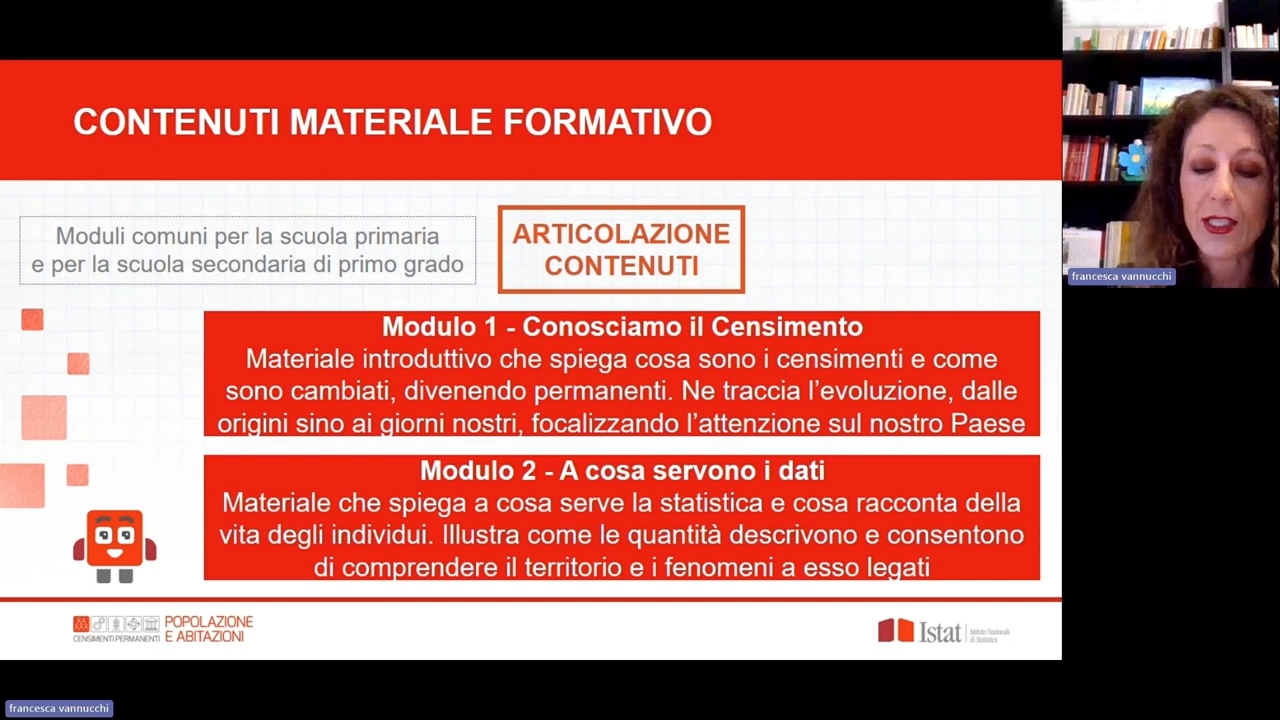 CONTENUTI MATERIALE FORMATIVO
Moduli comuni per la scuola primaria
e per la scuola secondaria di primo grado
ARTICOLAZIONE
CONTENUTI
Modulo 1 - Conosciamo il Censimento
Materiale introduttivo che spiega cosa sono i censimenti e come
sono cambiati, divenendo permanenti. Ne traccia l’evoluzione, dalle
origini sino ai giorni nostri, focalizzando l’attenzione sul nostro Paese
Modulo 2 - A cosa servono i dati
Materiale che spiega a cosa serve la statistica e cosa racconta della
vita degli individui. Illustra come le quantità descrivono e consentono
di comprendere il territorio e i fenomeni a esso legati
CENSIMENTI PERMANENTI
POPOLAZIONE
E ABITAZIONI
Istat
Istituto Nazionale
di Statistica
francesca vannucchi
francesca vannucchi